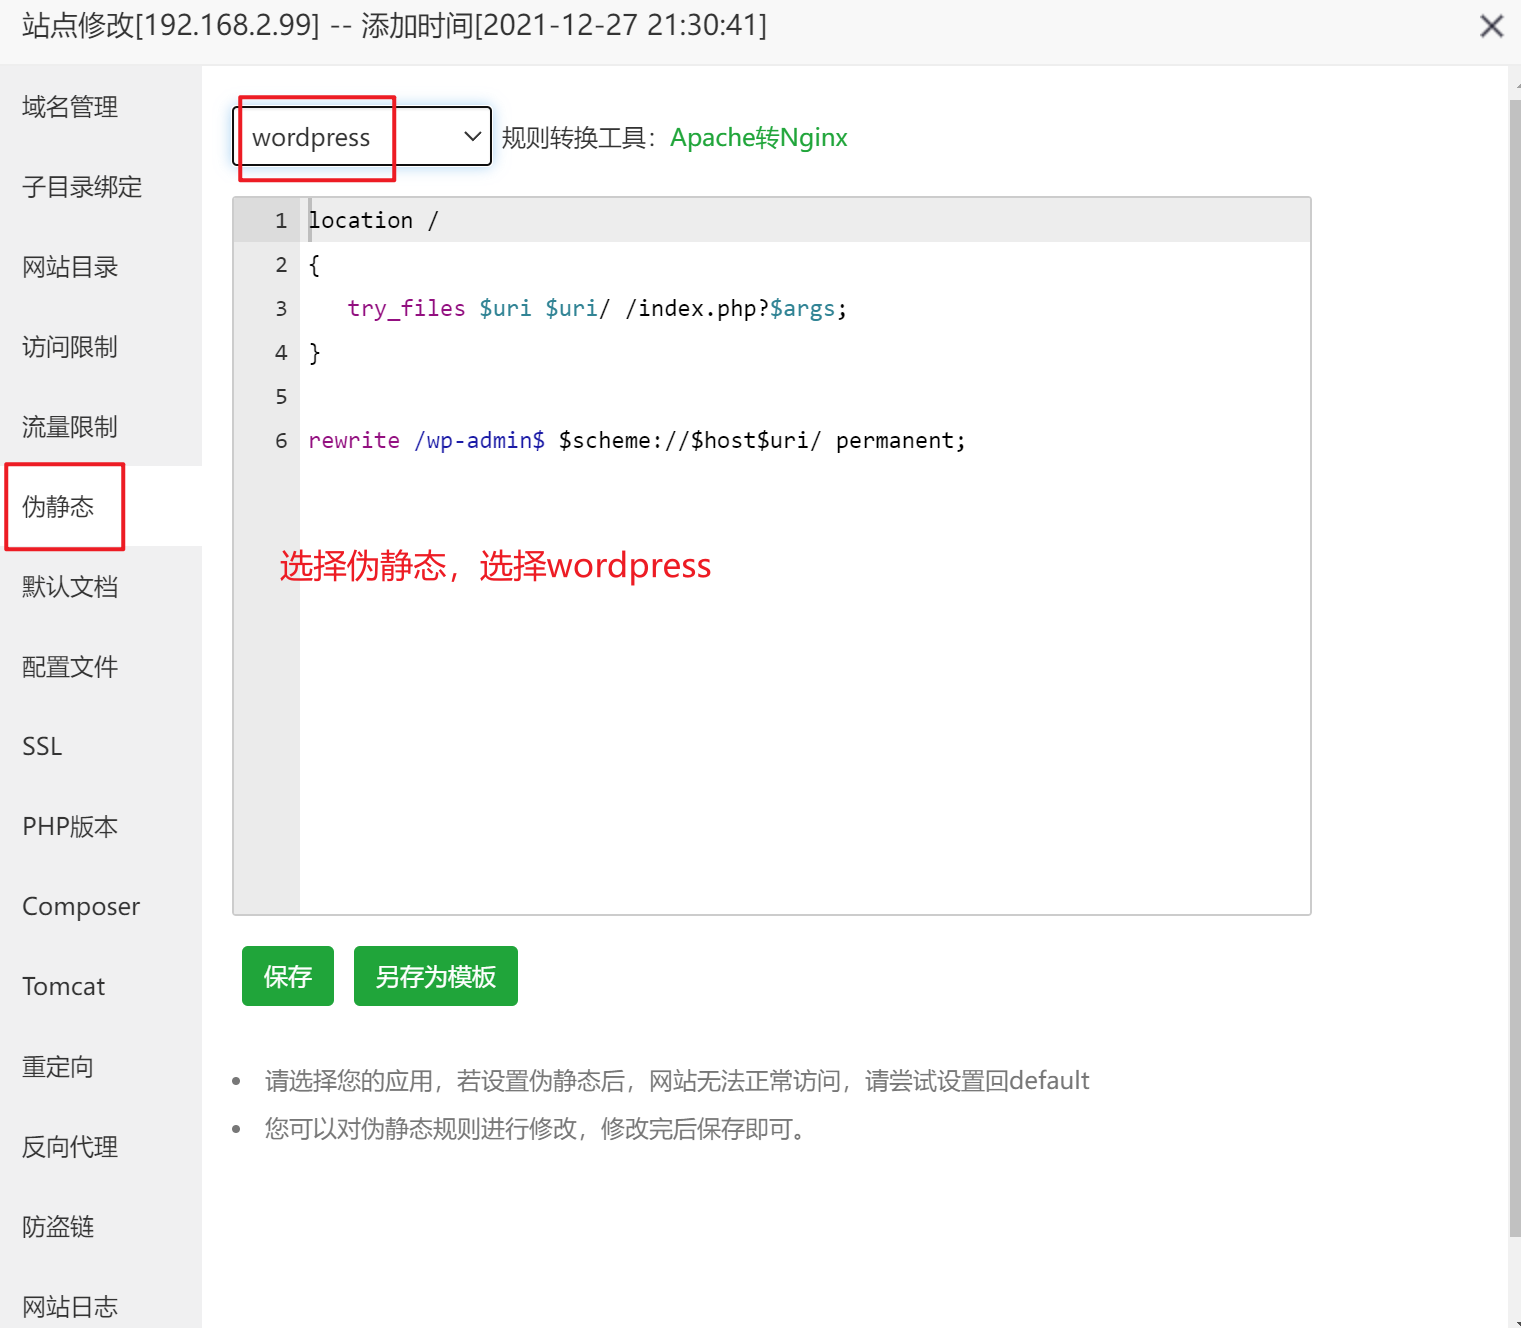 站点修改[192.168.2.99] -- 添加时间[2021-12-27 21:30:41]
域名管理
子目录绑定
网站目录
访问限制
流量限制
伪静态
默认文档
配置文件
SSL
PHP版本
Composer
Tomcat
重定向
反向代理
防盗链
网站日志
wordpress 规则转换工具：Apache转Nginx
1 location /
2 {
3 try_files $uri $uri/ /index.php?$args;
4 }
5
6 rewrite /wp-admin$ $scheme://$host$uri/ permanent;
选择伪静态，选择wordpress
保存 另存为模板
请选择您的应用，若设置伪静态后，网站无法正常访问，请尝试设置回default
您可以对伪静态规则进行修改，修改完后保存即可。